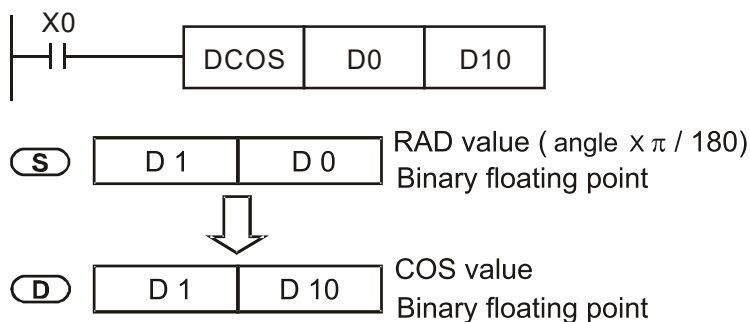 X0
DCOS D0 D10
S D 1 D 0 RAD value ( angle x π / 180)
Binary floating point
D D 1 D 10 COS value
Binary floating point